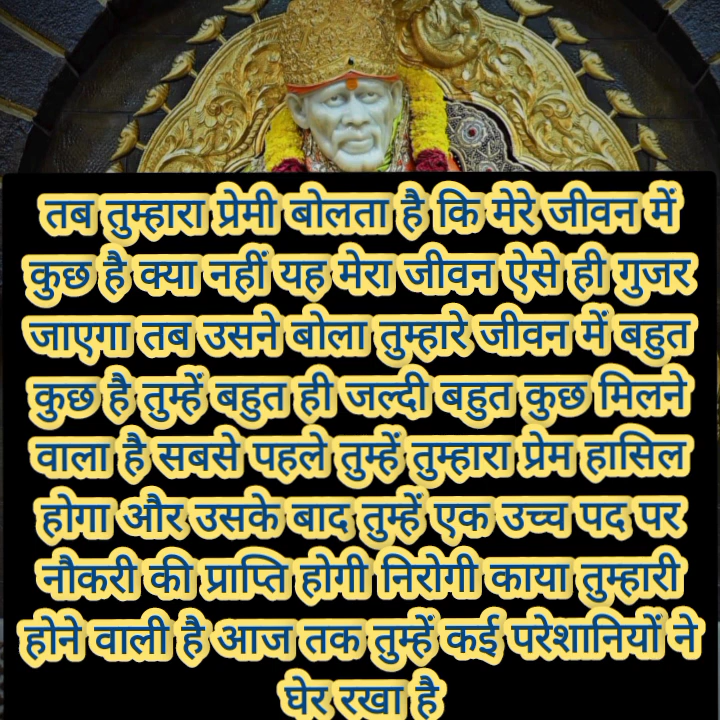 तब तुम्हारा प्रेमी बोलता है कि मेरे जीवन में
कुछ है क्या नहीं यह मेरा जीवन ऐसे ही गुजर
जाएगा तब उसने बोला तुम्हारे जीवन में बहुत
कुछ है तुम्हें बहुत ही जल्दी बहुत कुछ मिलने
वाला है सबसे पहले तुम्हें तुम्हारा प्रेम हासिल
होगा और उसके बाद तुम्हें एक उच्च पद पर
नौकरी की प्राप्ति होगी निरोगी काया तुम्हारी
होने वाली है आज तक तुम्हें कई परेशानियों ने
घेर रखा है